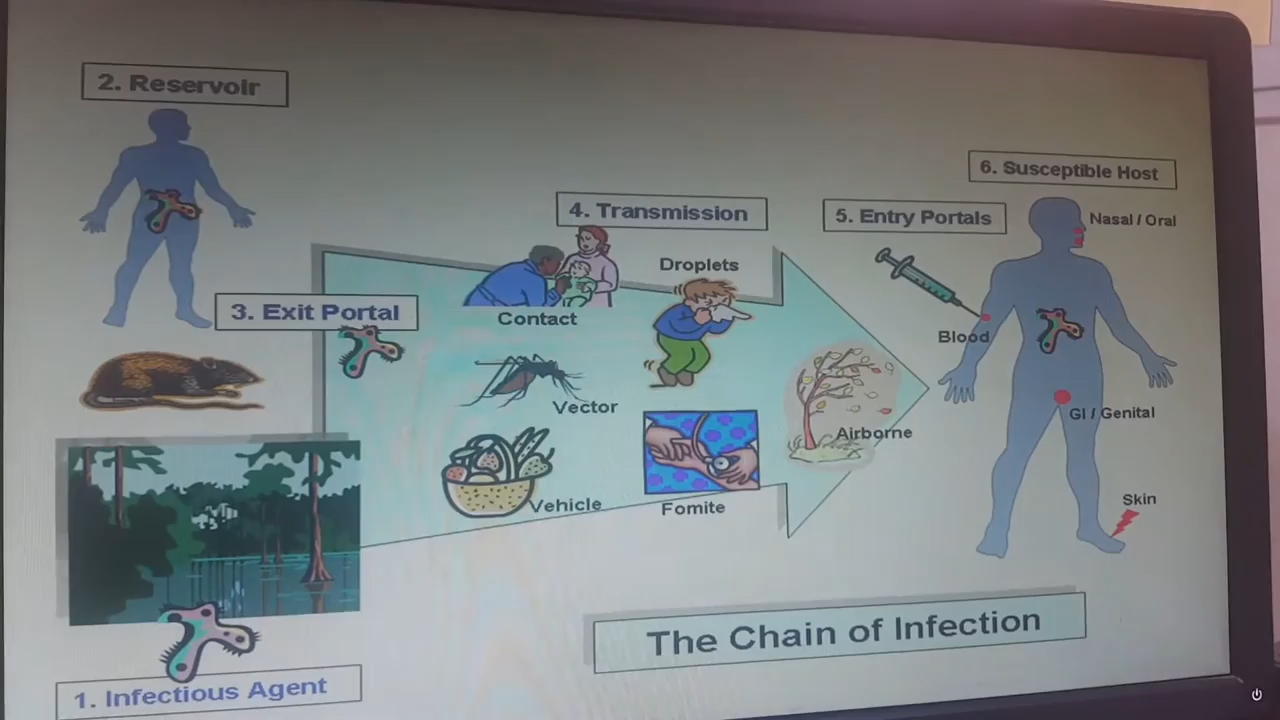 2. Reservoir
6. Susceptible Host
4. Transmission
5. Entry Portals
Nasal / Oral
Droplets
3. Exit Portal
Contact
Blood
Vector
GI / Genital
Airborne
Vehicle
Fomite
Skin
The Chain of Infection
1. Infectious Agent